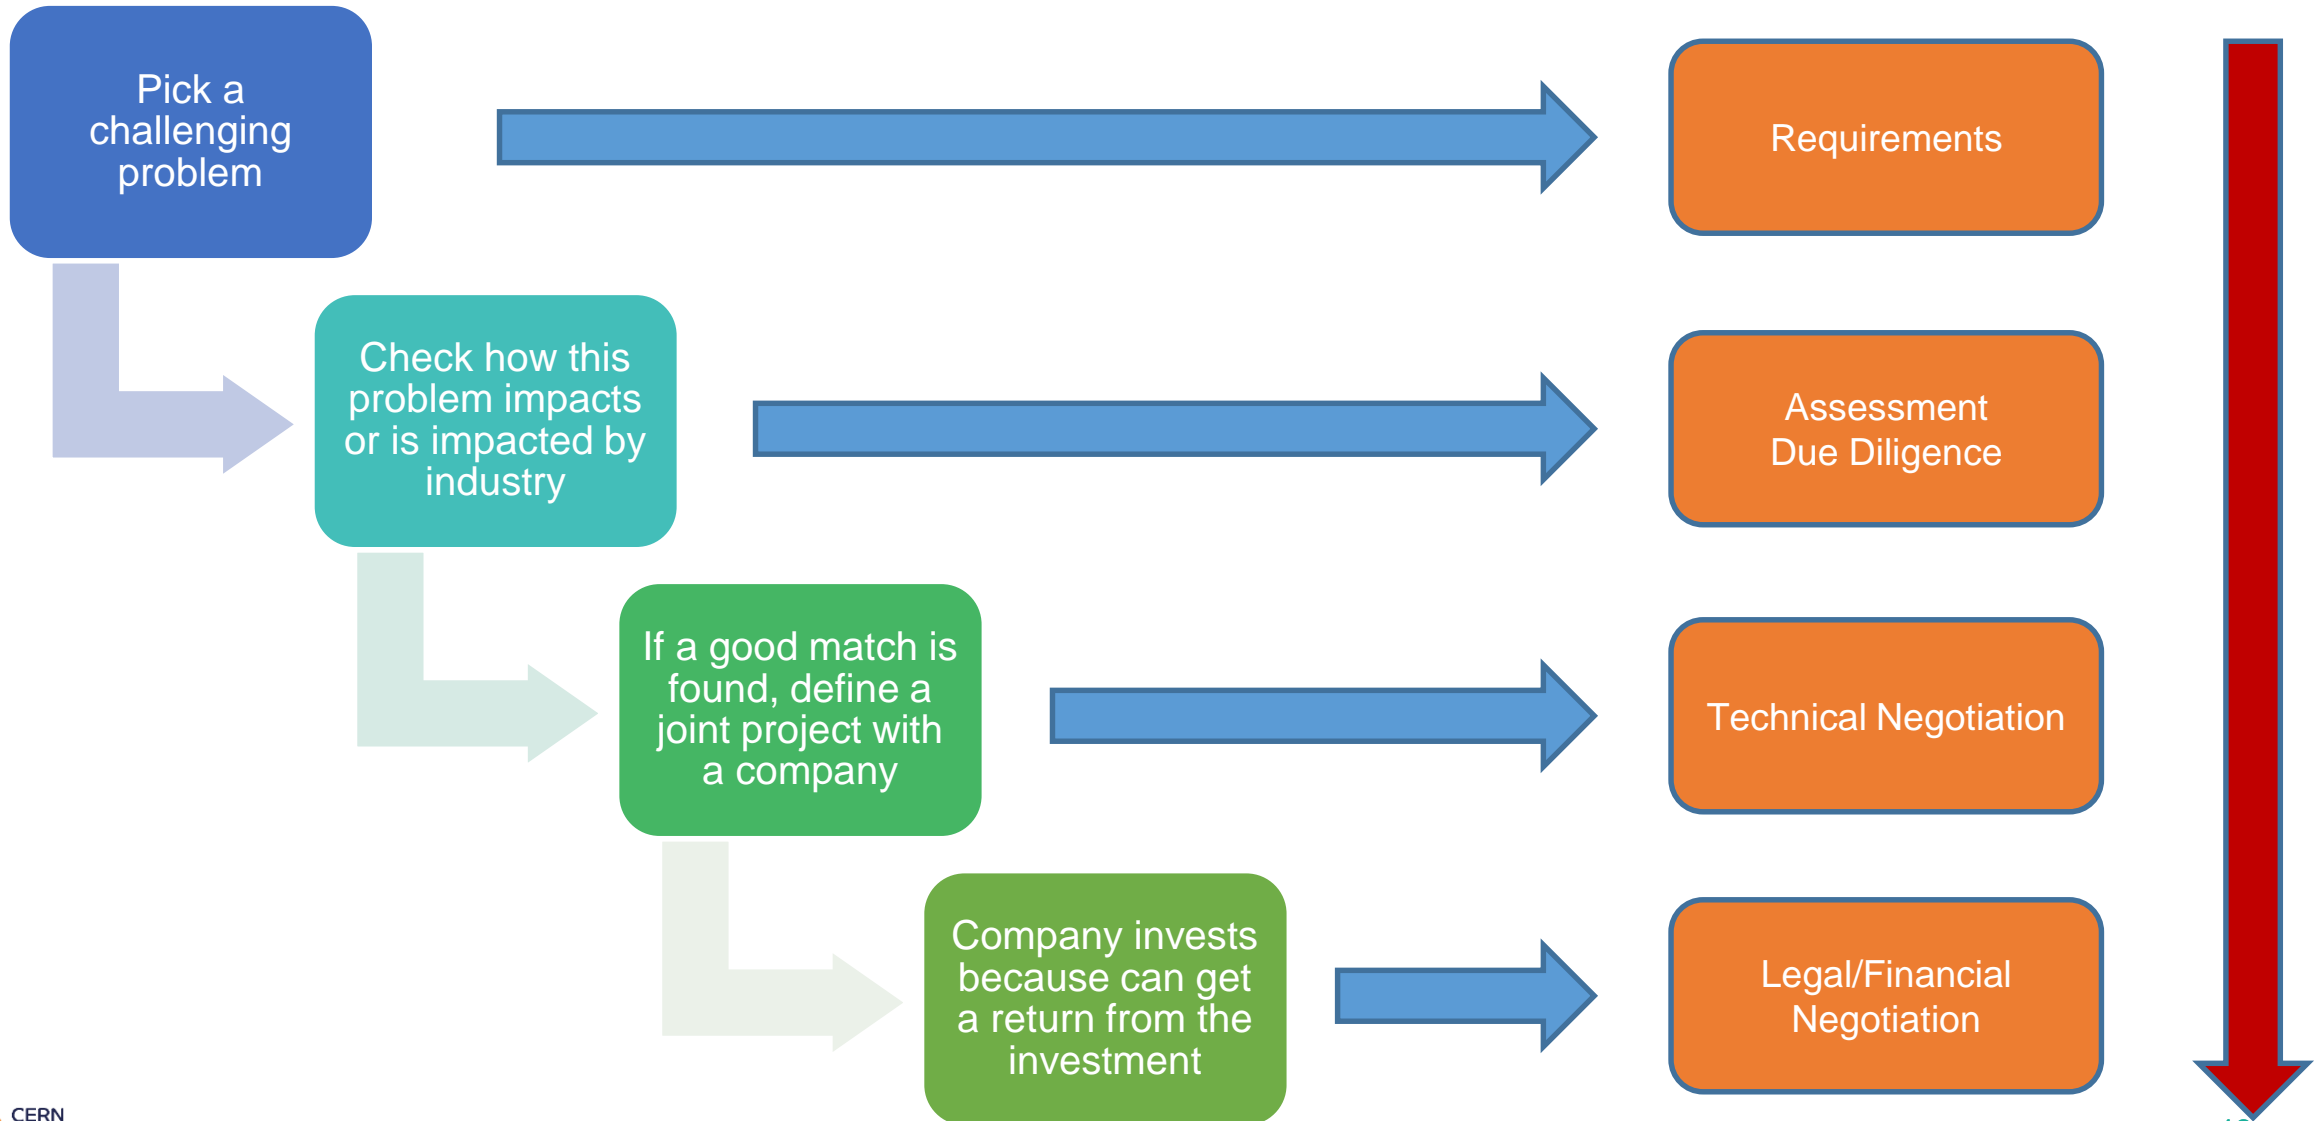 Pick a
challenging
problem
Requirements
Check how this
problem impacts
or is impacted by
industry
Assessment
Due Diligence
If a good match is
found, define a
joint project with
a company
Technical Negotiation
Company invests
because can get
a return from the
investment
Legal/Financial
Negotiation
CERN